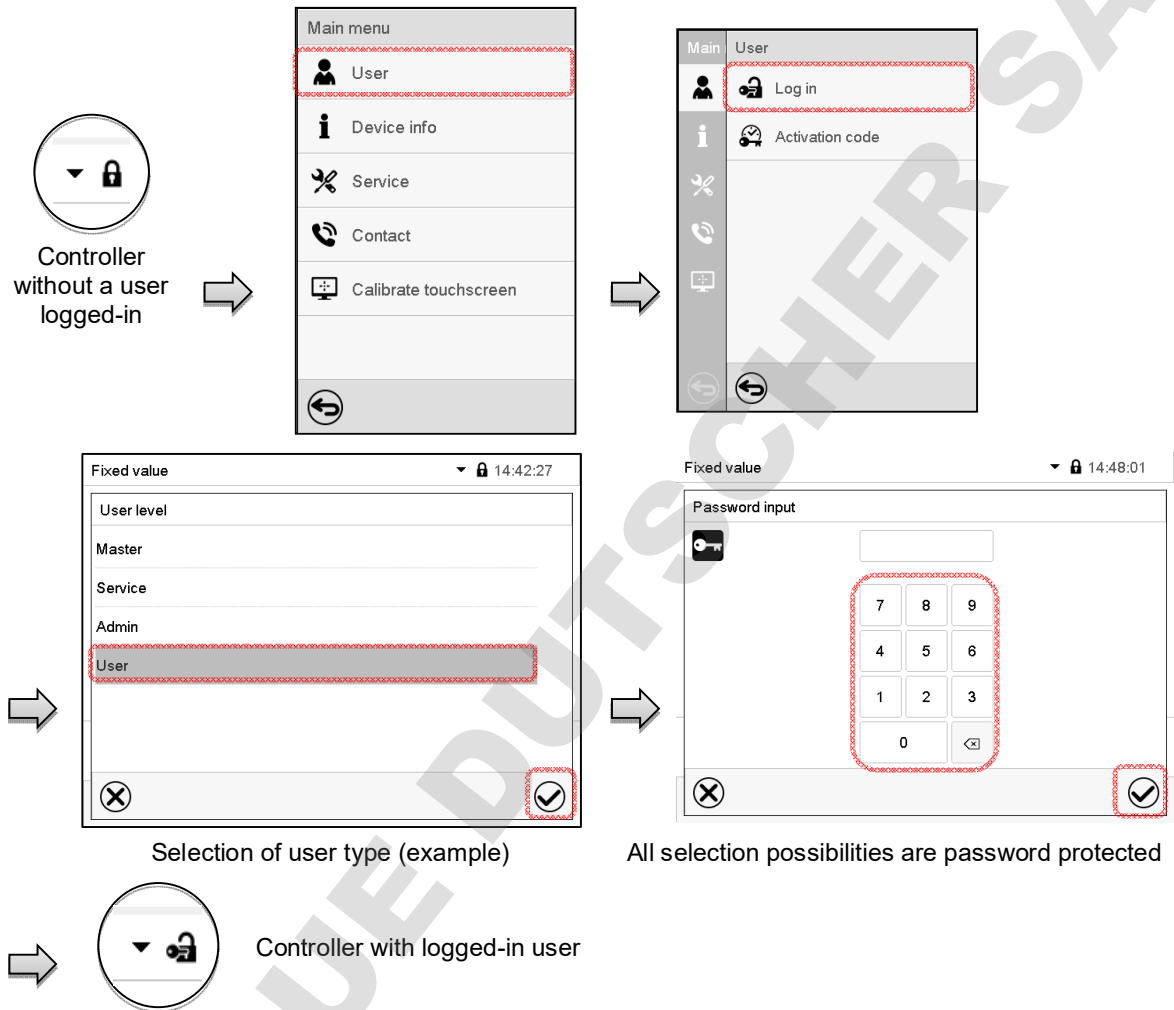 Main menu
User
Device info
Service
Contact
Calibrate touchscreen
Main
User
Log in
Activation code
Controller
without a user
logged-in
Fixed value
14:42:27
User level
Master
Service
Admin
User
Selection of user type (example)
Fixed value
14:48:01
Password input
7 8 9
4 5 6
1 2 3
0
All selection possibilities are password protected
Controller with logged-in user
UE DUTSCHER SA